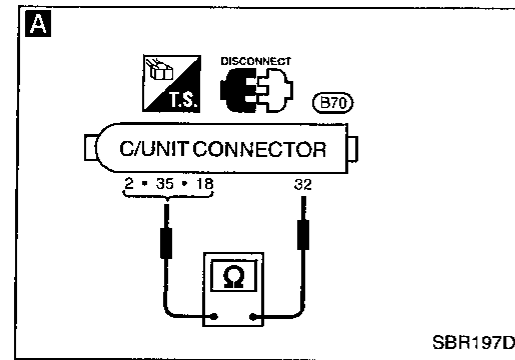 A
DISCONNECT
T.S.
B70
C/UNIT CONNECTOR
2 • 35 • 18 32
Ω
SBR197D